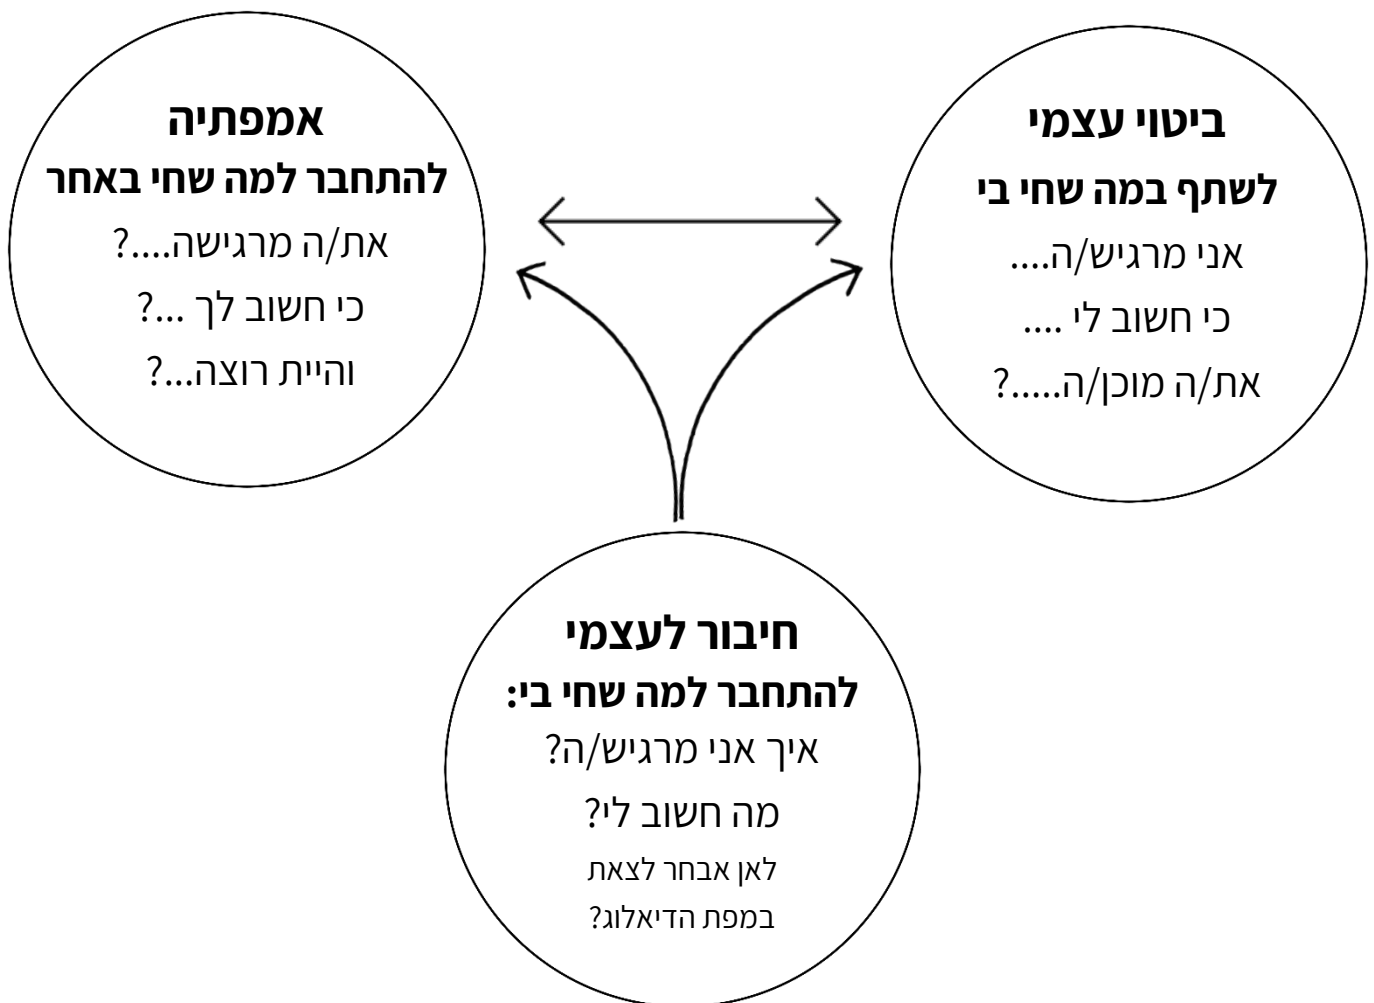 ביטוי עצמי
לשתף במה שחי בי
אני מרגיש/ה....
כי חשוב לי ....
את/ה מוכן/ה.....?
אמפתיה
להתחבר למה שחי באחר
את/ה מרגישה....?
כי חשוב לך ...?
והיית רוצה...?
חיבור לעצמי
להתחבר למה שחי בי:
איך אני מרגיש/ה?
מה חשוב לי?
לאן אבחר לצאת
במפת הדיאלוג?